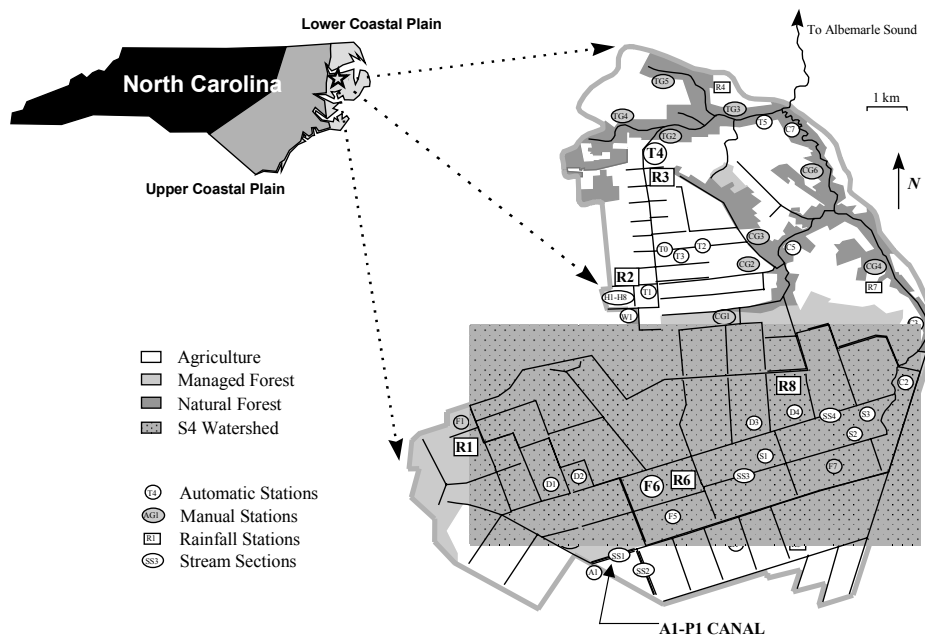 Lower Coastal Plain
North Carolina
Upper Coastal Plain
To Albemarle Sound
1 km
N
TG5
R4
TG4
TG3
T5
C7
TG2
T4
R3
CG6
CG3
T0
T2
T3
C5
CG2
CG4
R2
R7
T1
H1-H8
W1
CG1
Agriculture
Managed Forest
Natural Forest
S4 Watershed
R8
C2
F1
D4
SS4
S3
D3
S2
R1
S1
F7
D1
D2
F6
R6
SS3
F5
T4
Automatic Stations
AG1
Manual Stations
R1
Rainfall Stations
SS3
Stream Sections
SS1
A1
SS2
A1-P1 CANAL